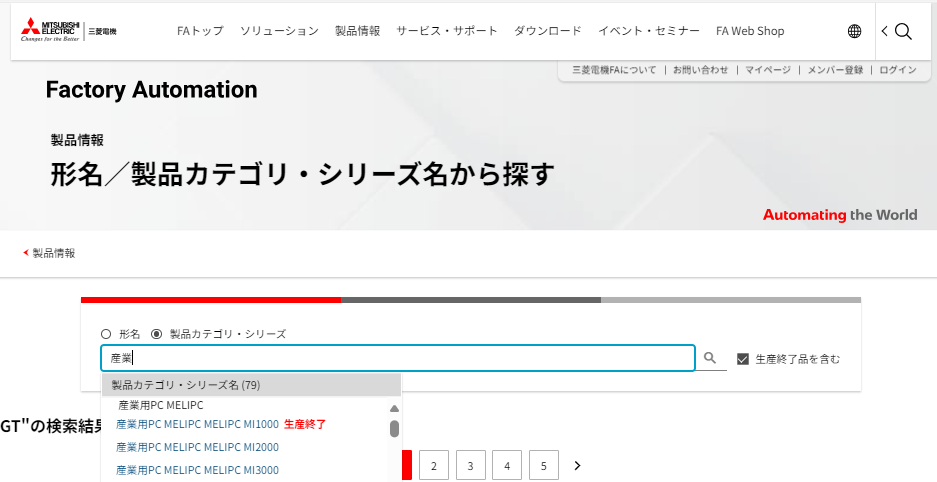 MITSUBISHI ELECTRIC Changes for the Better 三菱電機
FAトップ ソリューション 製品情報 サービス・サポート ダウンロード イベント・セミナー FA Web Shop
三菱電機FAについて | お問い合わせ | マイページ | メンバー登録 | ログイン
Factory Automation
製品情報
形名／製品カテゴリ・シリーズ名から探す
Automating the World
製品情報
形名 製品カテゴリ・シリーズ
産業
生産終了品を含む
製品カテゴリ・シリーズ名 (79)
産業用PC MELIPC
産業用PC MELIPC MELIPC MI1000 生産終了
GT"の検索結果
産業用PC MELIPC MELIPC MI2000
産業用PC MELIPC MELIPC MI3000
2 3 4 5